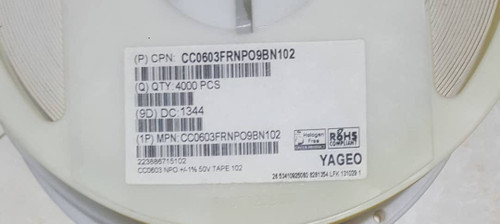 (P) CPN: CC0603FRNPO9BN102
(Q) QTY: 4000 PCS
(9D) DC:1344
(1P) MPN:CC0603FRNPO9BN102
Halogen Free
RoHS COMPLIANT
223886715102
YAGEO
CC0603 NPO +/-1% 50V TAPE 102